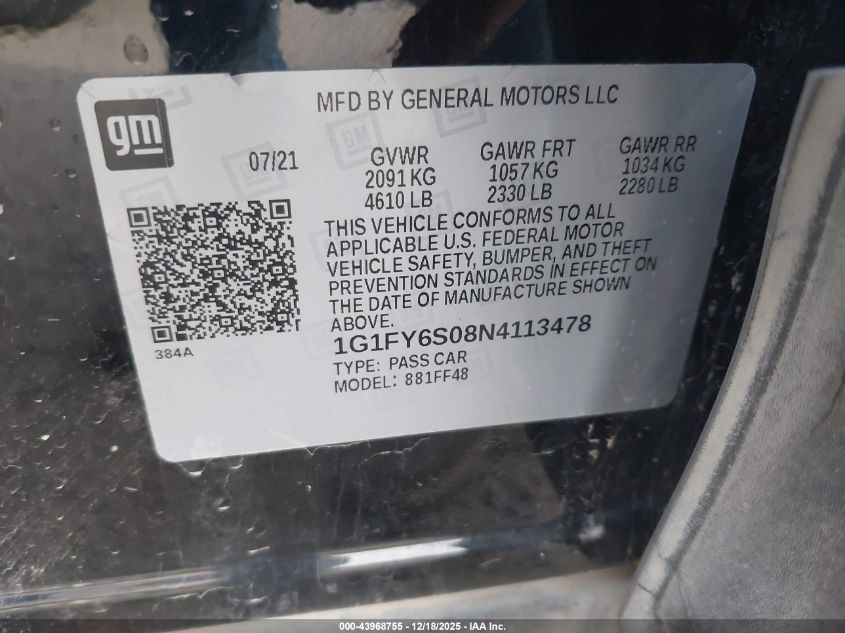 MFD BY GENERAL MOTORS LLC
gm
07/21
GVWR GAWR FRT GAWR RR
2091 KG 1057 KG 1034 KG
4610 LB 2330 LB 2280 LB
THIS VEHICLE CONFORMS TO ALL
APPLICABLE U.S. FEDERAL MOTOR
VEHICLE SAFETY, BUMPER, AND THEFT
PREVENTION STANDARDS IN EFFECT ON
THE DATE OF MANUFACTURE SHOWN
ABOVE.
384A
1G1FY6S08N4113478
TYPE: PASS CAR
MODEL: 881FF48
000-43968755 - 12/18/2025 - IAA Inc.